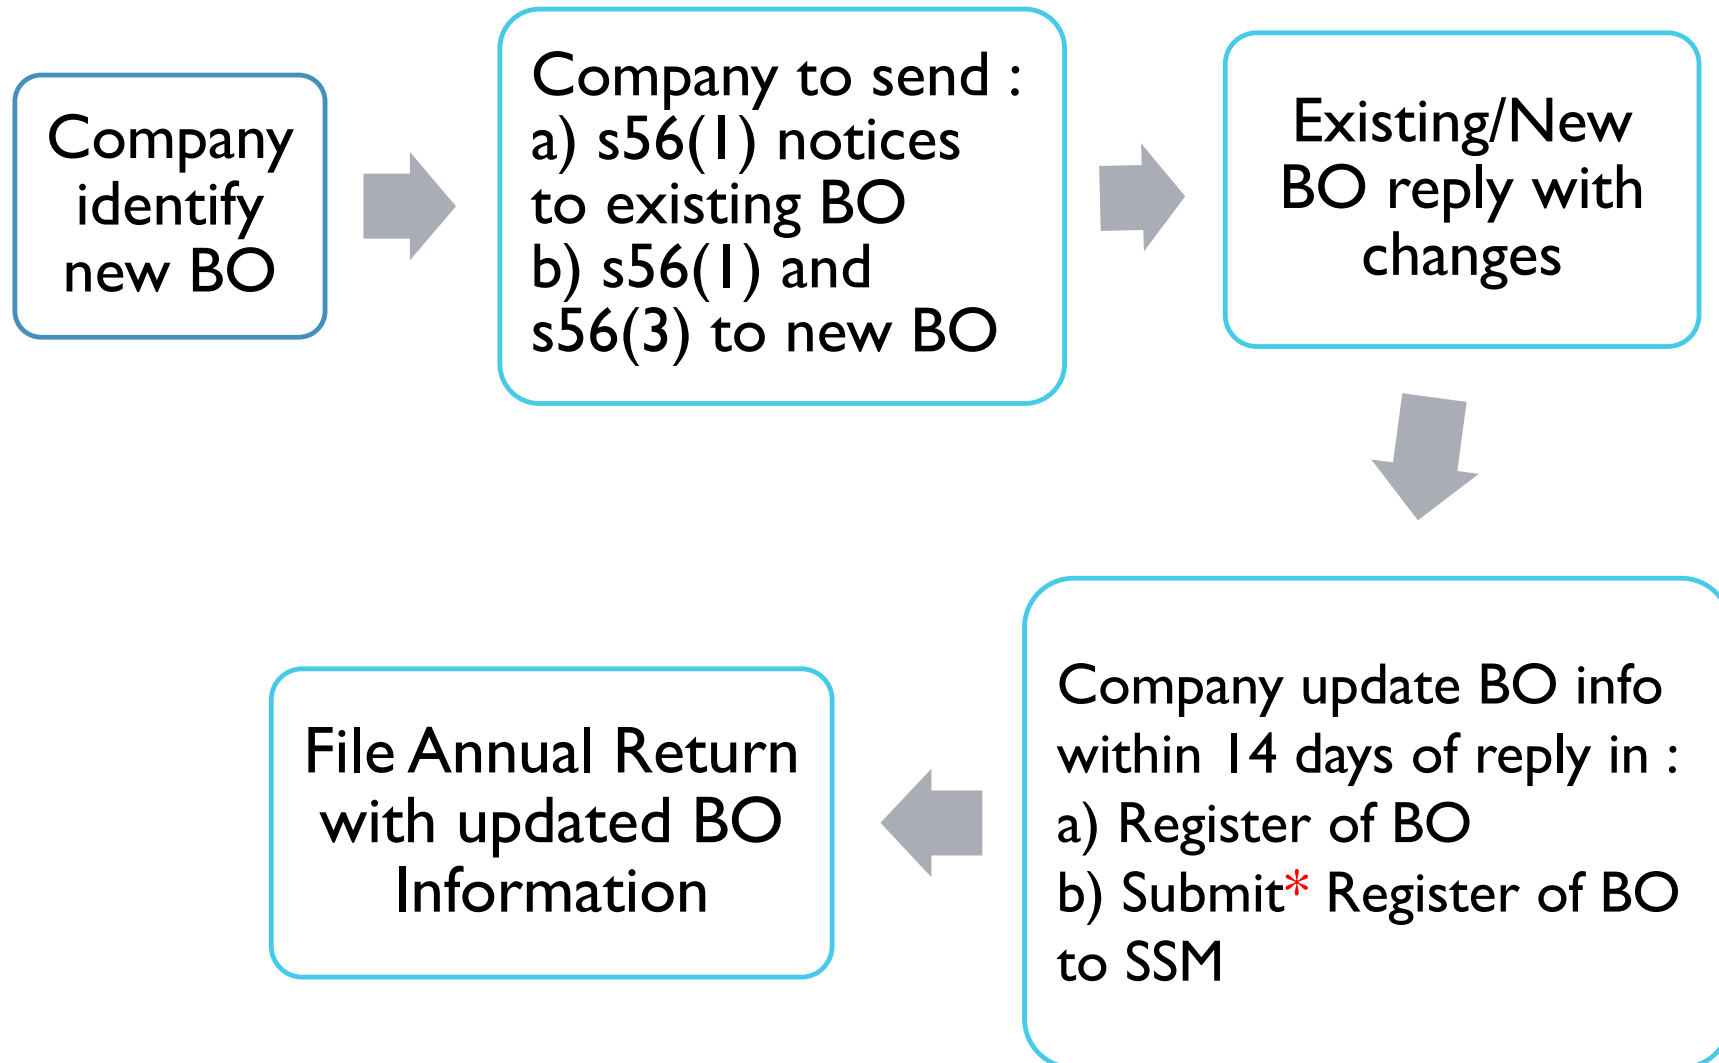 Company
identify
new BO
Company to send :
a) s56(1) notices
to existing BO
b) s56(1) and
s56(3) to new BO
Existing/New
BO reply with
changes
Company update BO info
within 14 days of reply in :
a) Register of BO
b) Submit* Register of BO
to SSM
File Annual Return
with updated BO
Information